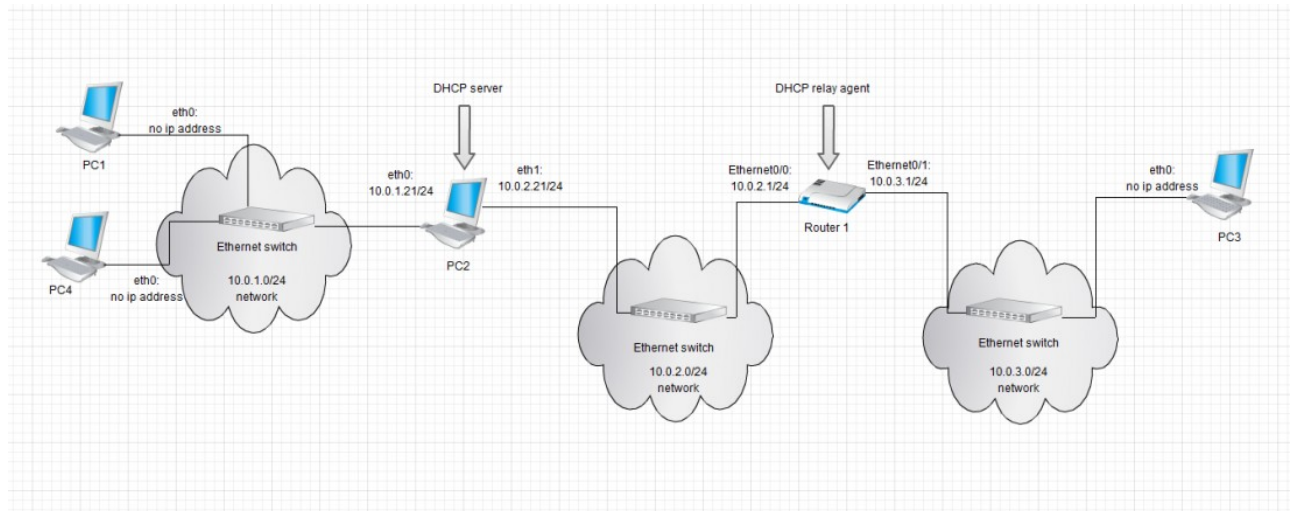 DHCP server
DHCP relay agent
eth0:
no ip address
PC1
eth0:
10.0.1.21/24
eth1:
10.0.2.21/24
Ethernet0/0:
10.0.2.1/24
Ethernet0/1:
10.0.3.1/24
eth0:
no ip address
Router 1
PC3
Ethernet switch
PC2
10.0.1.0/24
network
PC4
eth0:
no ip address
Ethernet switch
10.0.2.0/24
network
Ethernet switch
10.0.3.0/24
network